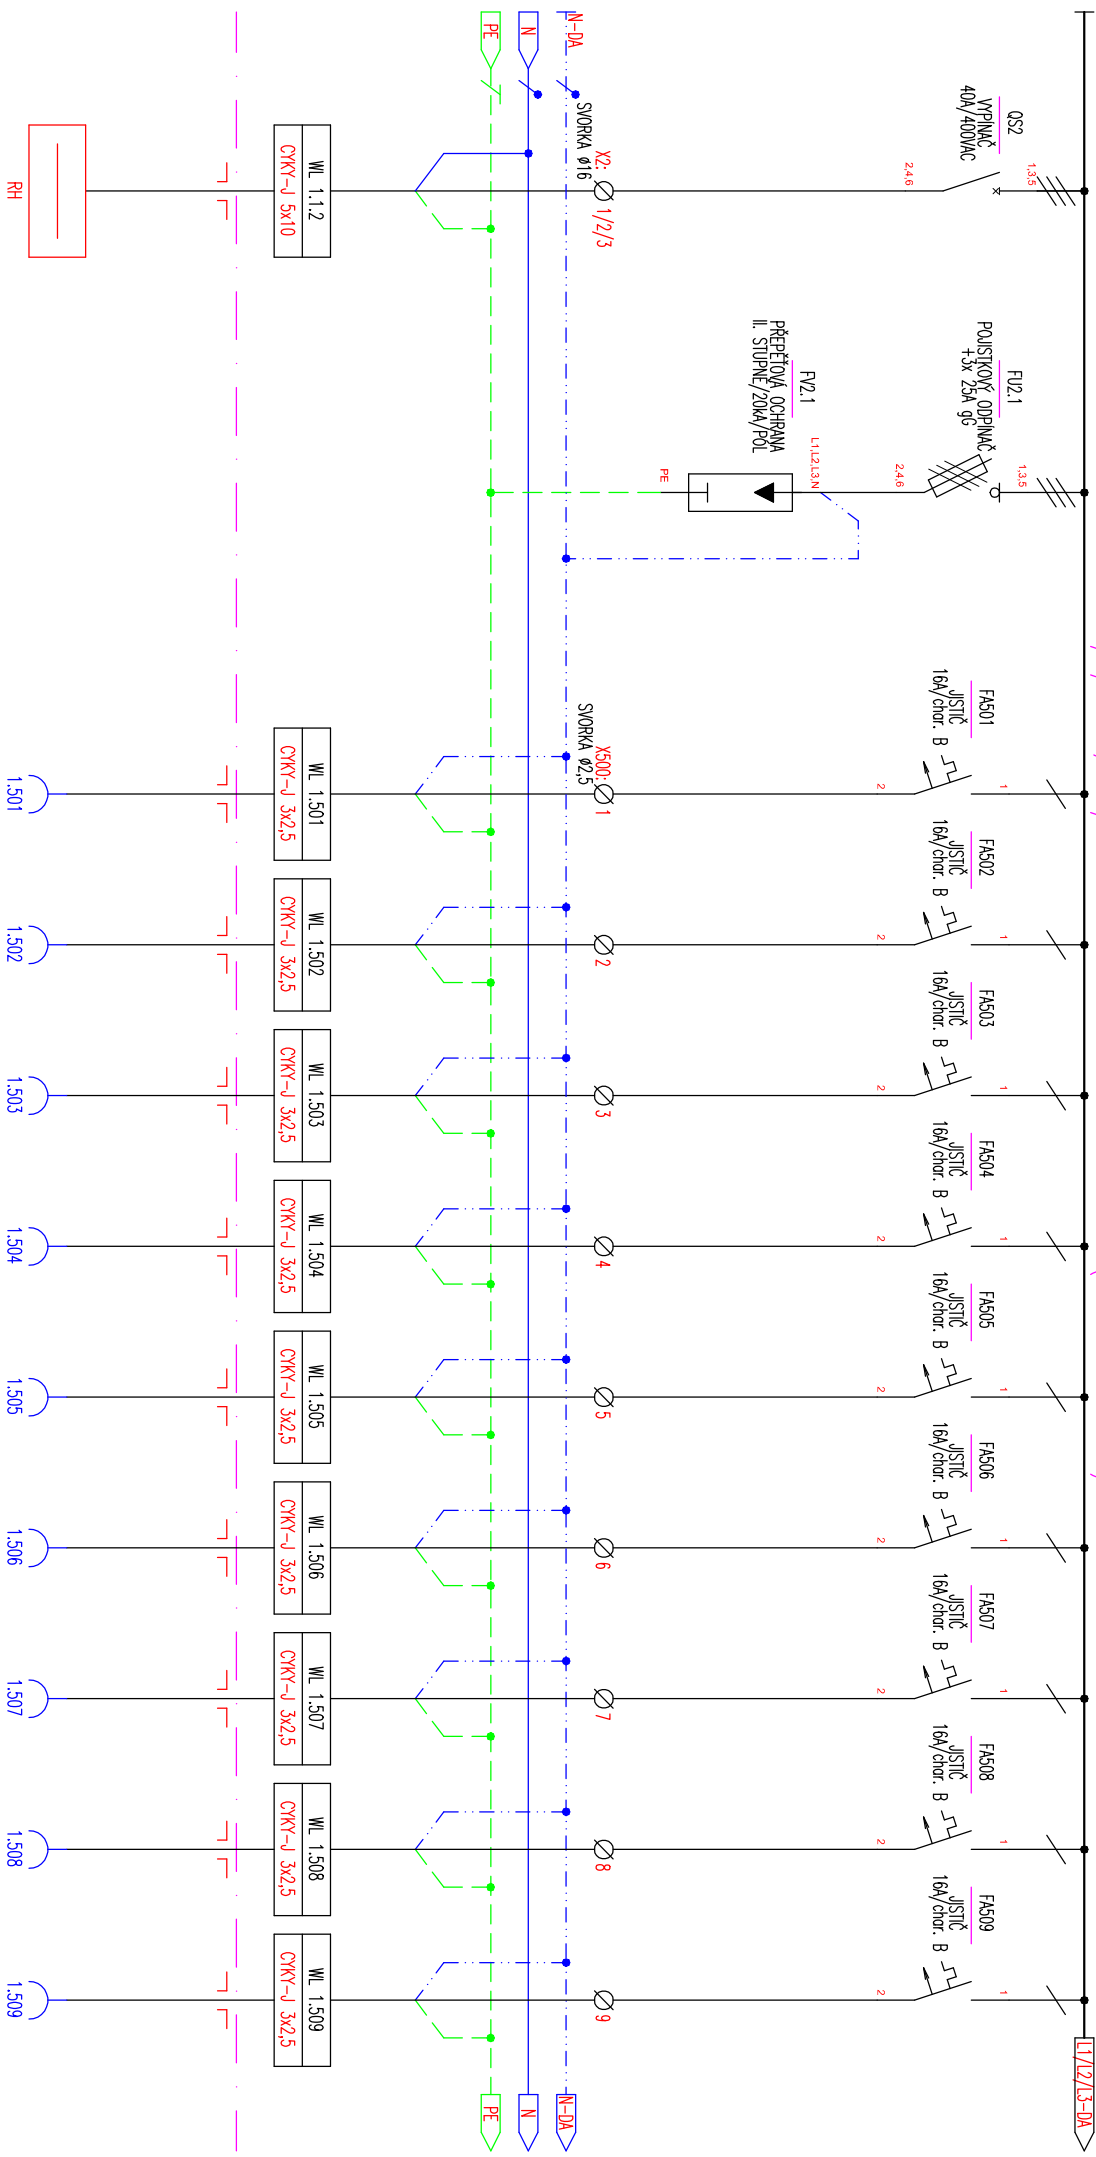 QS2
VYPÍNAČ
40A/400VAC
1,3,5
2,4,6
X2:
1/2/3
SVORKA Ø16
N-DA
N
PE
WL 1.1.2
CYKY-J 5x10
RH
FU2.1
POJISTKOVÝ ODPÍNAČ
+3x 25A gG
1,3,5
2,4,6
FV2.1
PŘEPĚŤOVÁ OCHRANA
II. STUPNĚ/20kA/PÓL
L1,L2,L3,N
PE
FA501
JISTIČ
16A/char. B
1
2
X500:
1
SVORKA Ø2,5
WL 1.501
CYKY-J 3x2,5
1.501
FA502
JISTIČ
16A/char. B
1
2
2
WL 1.502
CYKY-J 3x2,5
1.502
FA503
JISTIČ
16A/char. B
1
2
3
WL 1.503
CYKY-J 3x2,5
1.503
FA504
JISTIČ
16A/char. B
1
2
4
WL 1.504
CYKY-J 3x2,5
1.504
FA505
JISTIČ
16A/char. B
1
2
5
WL 1.505
CYKY-J 3x2,5
1.505
FA506
JISTIČ
16A/char. B
1
2
6
WL 1.506
CYKY-J 3x2,5
1.506
FA507
JISTIČ
16A/char. B
1
2
7
WL 1.507
CYKY-J 3x2,5
1.507
FA508
JISTIČ
16A/char. B
1
2
8
WL 1.508
CYKY-J 3x2,5
1.508
FA509
JISTIČ
16A/char. B
1
2
9
WL 1.509
CYKY-J 3x2,5
1.509
L1/L2/L3-DA
N-DA
N
PE